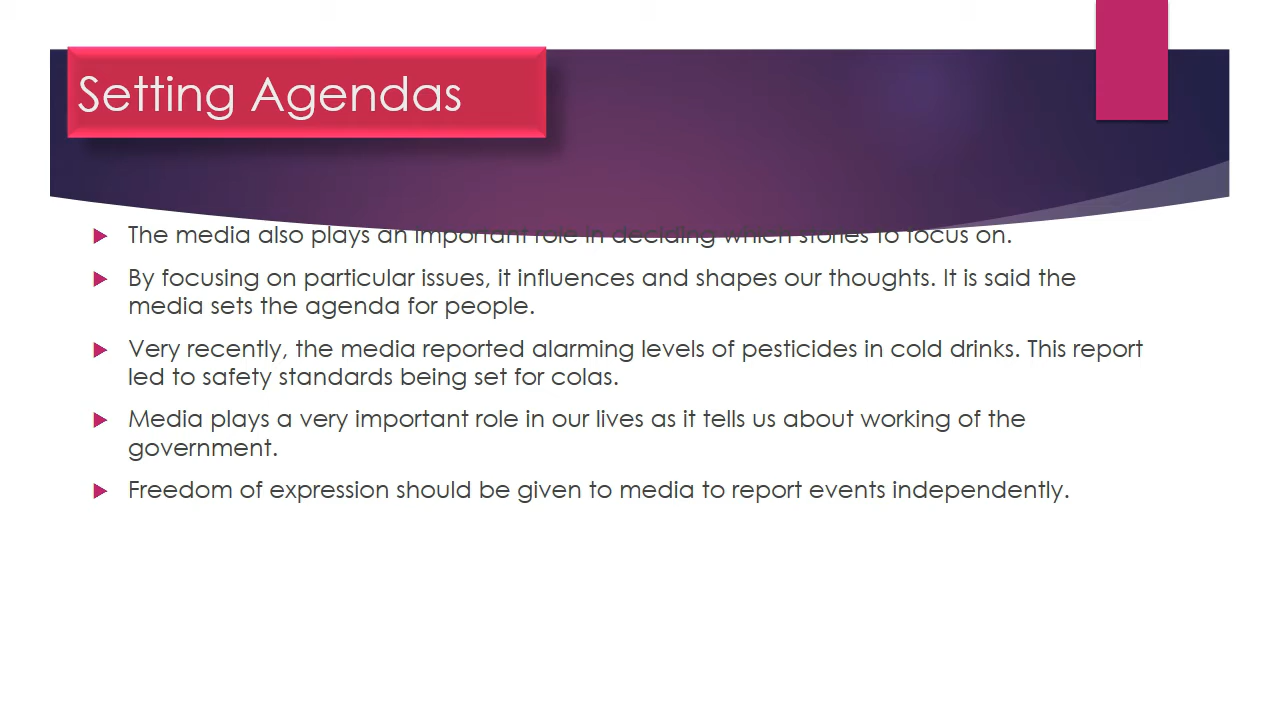 Setting Agendas
The media also plays an important role in deciding which stories to focus on.
By focusing on particular issues, it influences and shapes our thoughts. It is said the
media sets the agenda for people.
Very recently, the media reported alarming levels of pesticides in cold drinks. This report
led to safety standards being set for colas.
Media plays a very important role in our lives as it tells us about working of the
government.
Freedom of expression should be given to media to report events independently.